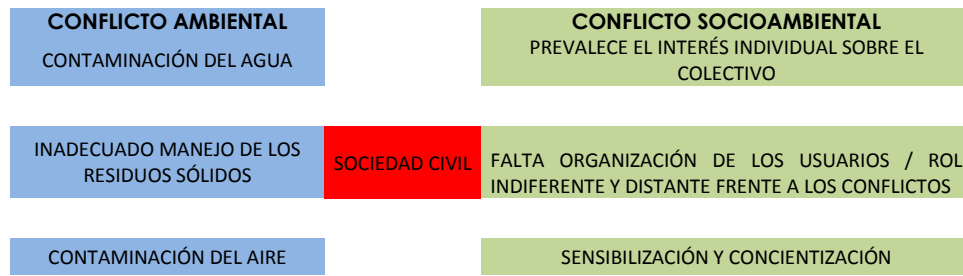 CONFLICTO AMBIENTAL
CONTAMINACIÓN DEL AGUA
CONFLICTO SOCIOAMBIENTAL
PREVALECE EL INTERÉS INDIVIDUAL SOBRE EL
COLECTIVO
INADECUADO MANEJO DE LOS
RESIDUOS SÓLIDOS
SOCIEDAD CIVIL
FALTA ORGANIZACIÓN DE LOS USUARIOS / ROL
INDIFERENTE Y DISTANTE FRENTE A LOS CONFLICTOS
CONTAMINACIÓN DEL AIRE
SENSIBILIZACIÓN Y CONCIENTIZACIÓN